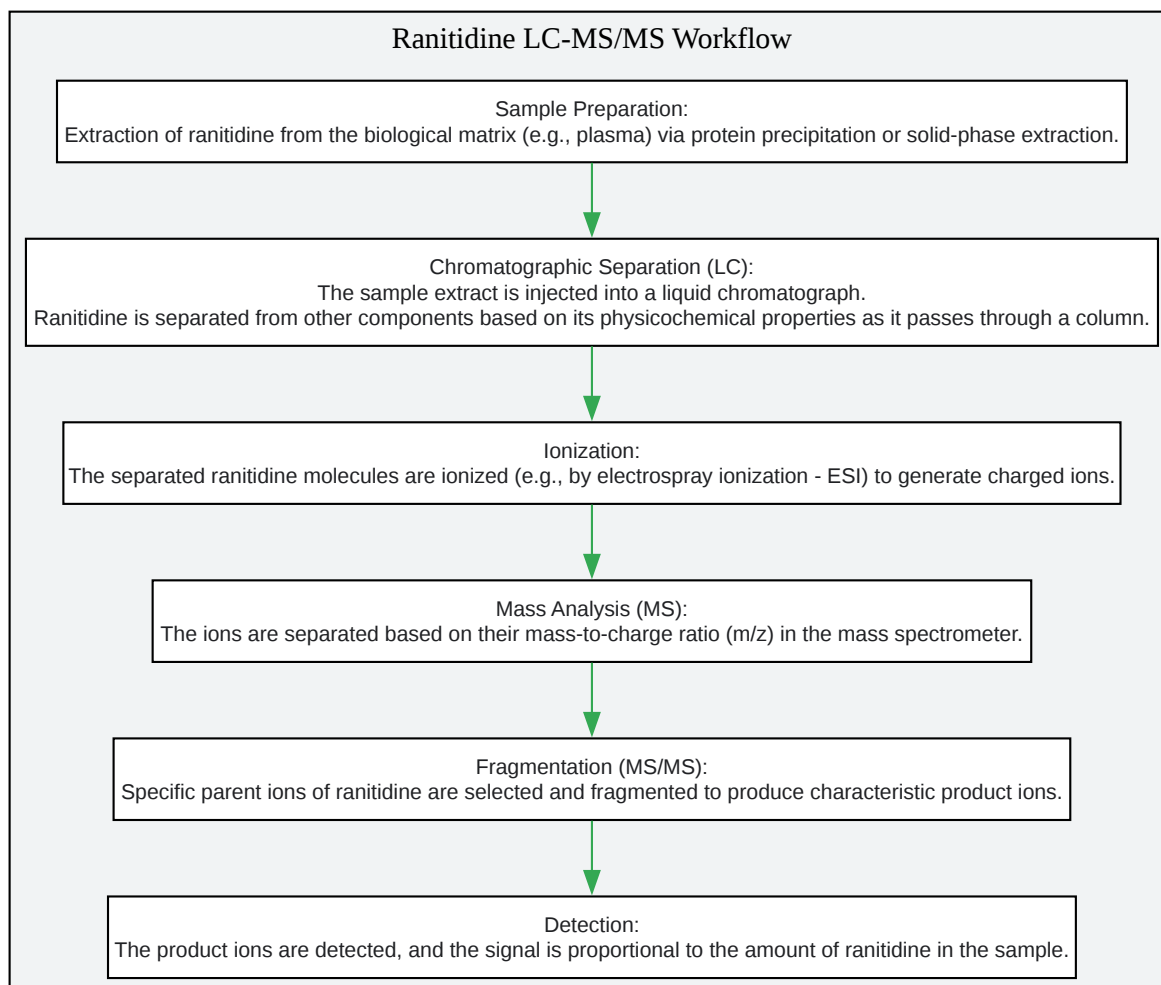 Ranitidine LC-MS/MS Workflow
Sample Preparation:
Extraction of ranitidine from the biological matrix (e.g., plasma) via protein precipitation or solid-phase extraction.
Chromatographic Separation (LC):
The sample extract is injected into a liquid chromatograph.
Ranitidine is separated from other components based on its physicochemical properties as it passes through a column.
Ionization:
The separated ranitidine molecules are ionized (e.g., by electrospray ionization - ESI) to generate charged ions.
Mass Analysis (MS):
The ions are separated based on their mass-to-charge ratio (m/z) in the mass spectrometer.
Fragmentation (MS/MS):
Specific parent ions of ranitidine are selected and fragmented to produce characteristic product ions.
Detection:
The product ions are detected, and the signal is proportional to the amount of ranitidine in the sample.